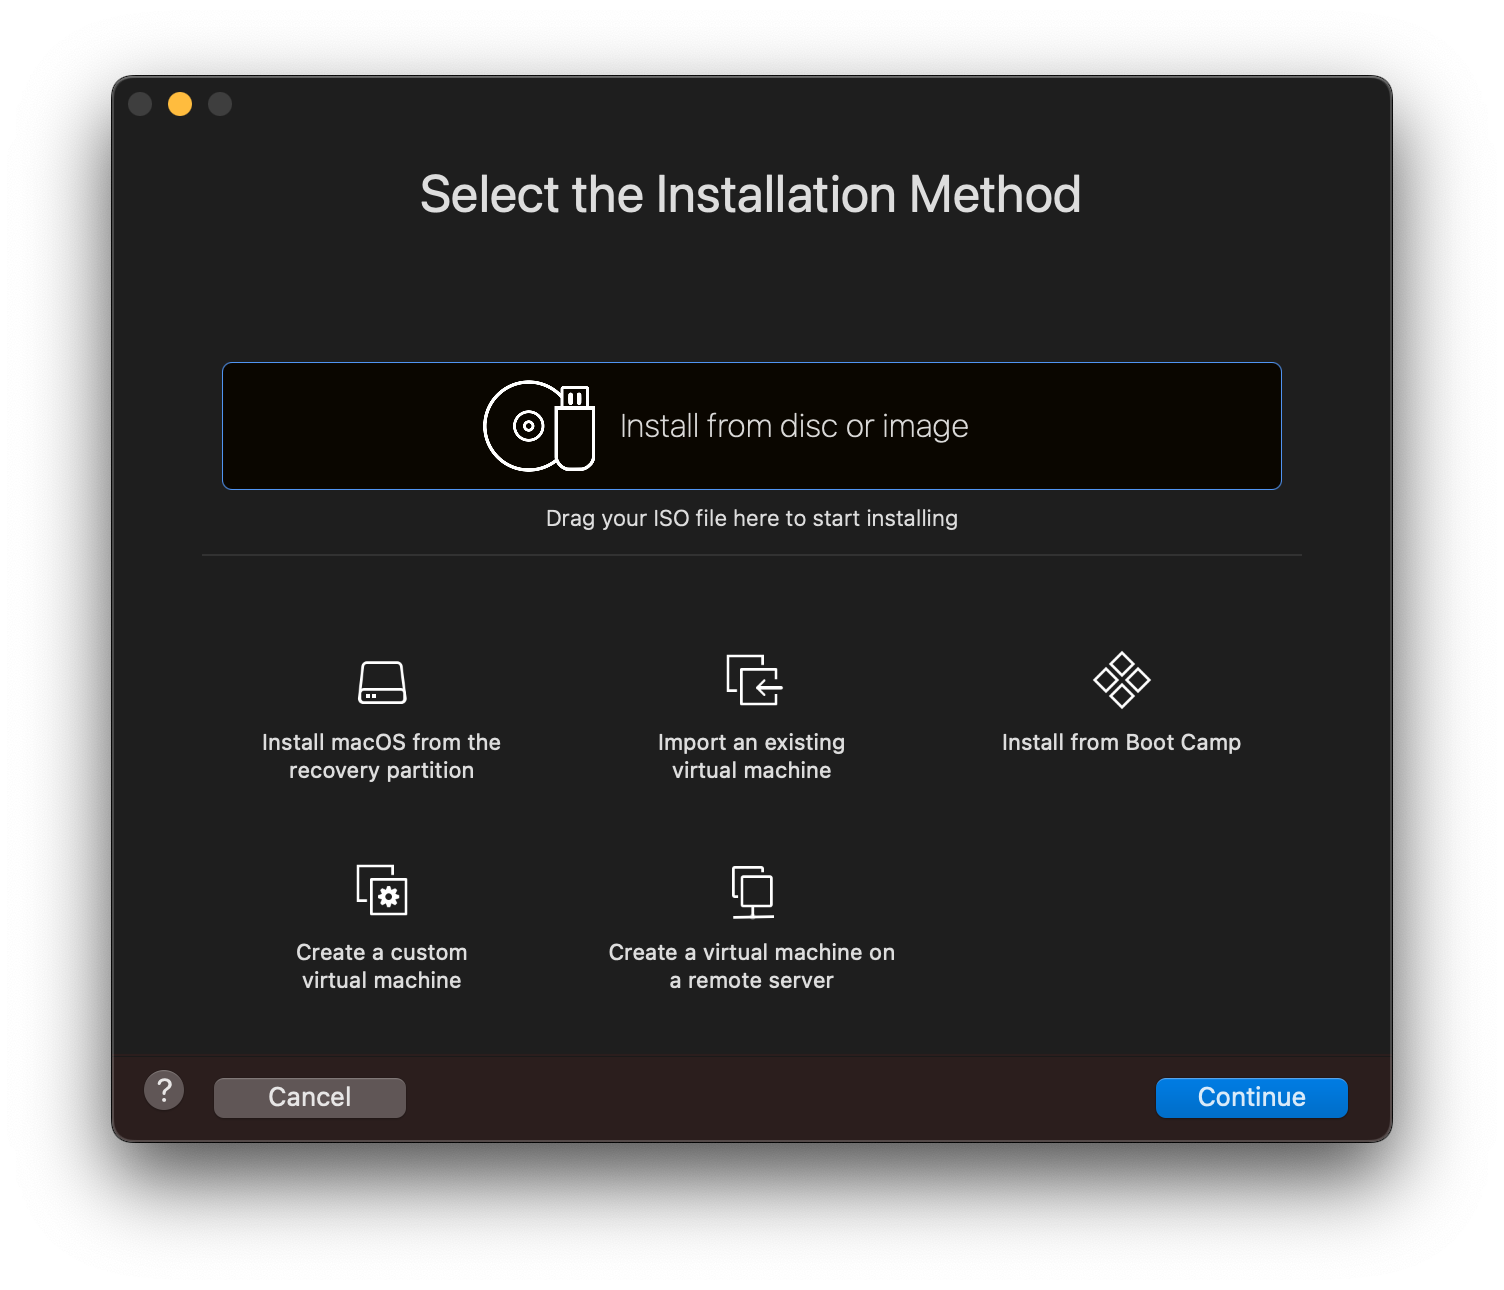 Select the Installation Method
Install from disc or image
Drag your ISO file here to start installing
Install macOS from the
recovery partition
Import an existing
virtual machine
Install from Boot Camp
Create a custom
virtual machine
Create a virtual machine on
a remote server
?
Cancel
Continue